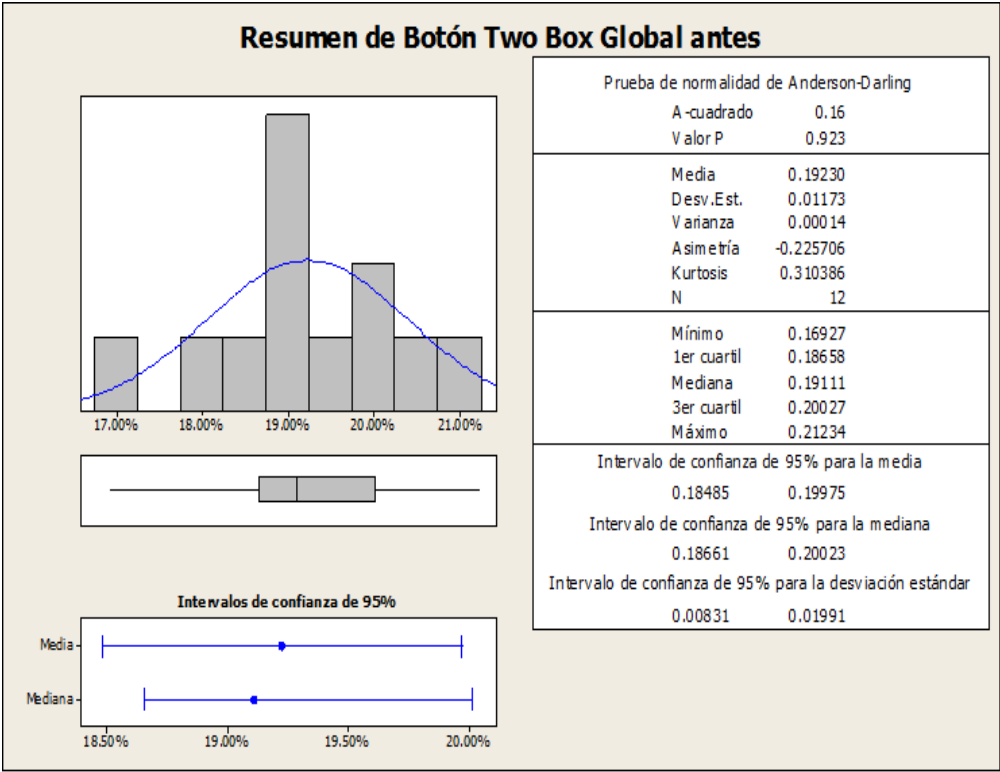 Resumen de Botón Two Box Global antes
17.00% 18.00% 19.00% 20.00% 21.00%
Intervalos de confianza de 95%
Media
Mediana
18.50% 19.00% 19.50% 20.00%
Prueba de normalidad de Anderson-Darling
A-cuadrado 0.16
Valor P 0.923
Media 0.19230
Desv.Est. 0.01173
Varianza 0.00014
Asimetría -0.225706
Kurtosis 0.310386
N 12
Mínimo 0.16927
1er cuartil 0.18658
Mediana 0.19111
3er cuartil 0.20027
Máximo 0.21234
Intervalo de confianza de 95% para la media
0.18485 0.19975
Intervalo de confianza de 95% para la mediana
0.18661 0.20023
Intervalo de confianza de 95% para la desviación estándar
0.00831 0.01991